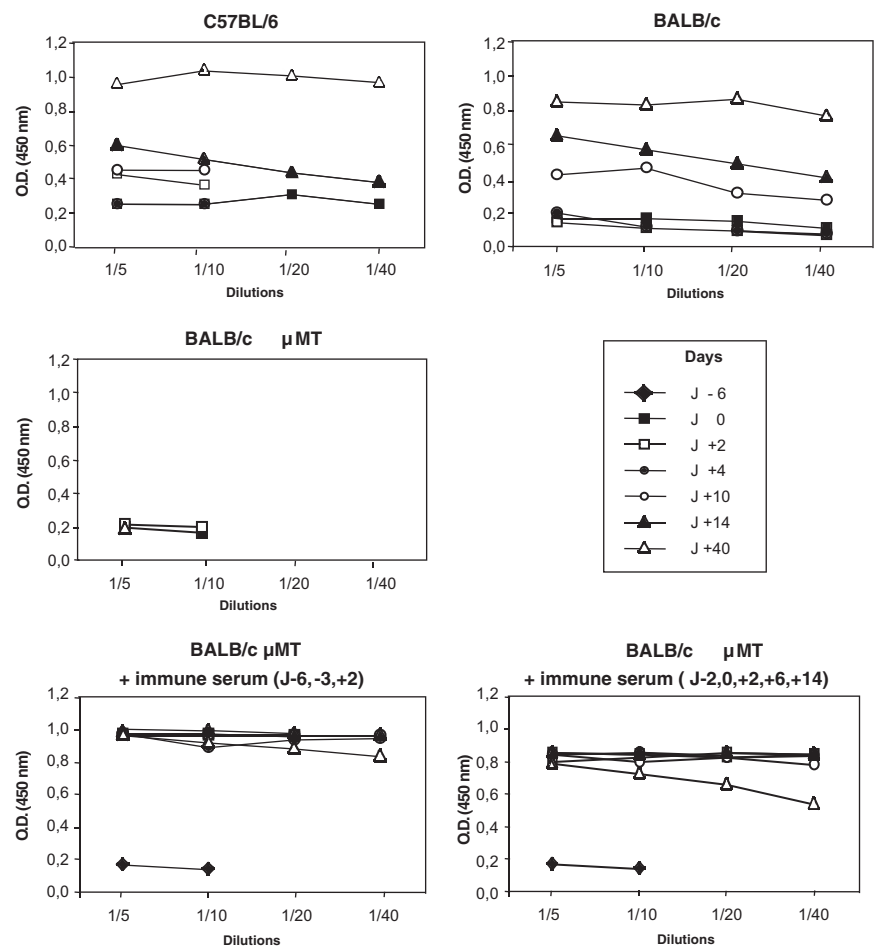 C57BL/6
1,2
1,0
0,8
0,6
0,4
0,2
0,0
O.D. (450 nm)
1/5 1/10 1/20 1/40
Dilutions
BALB/c
1,2
1,0
0,8
0,6
0,4
0,2
0,0
O.D. (450 nm)
1/5 1/10 1/20 1/40
Dilutions
BALB/c µMT
1,2
1,0
0,8
0,6
0,4
0,2
0,0
O.D. (450 nm)
1/5 1/10 1/20 1/40
Dilutions
Days
J - 6
J 0
J +2
J +4
J +10
J +14
J +40
BALB/c µMT
+ immune serum (J-6,-3,+2)
1,2
1,0
0,8
0,6
0,4
0,2
0,0
O.D. (450 nm)
1/5 1/10 1/20 1/40
Dilutions
BALB/c µMT
+ immune serum ( J-2,0,+2,+6,+14)
1,2
1,0
0,8
0,6
0,4
0,2
0,0
O.D. (450 nm)
1/5 1/10 1/20 1/40
Dilutions